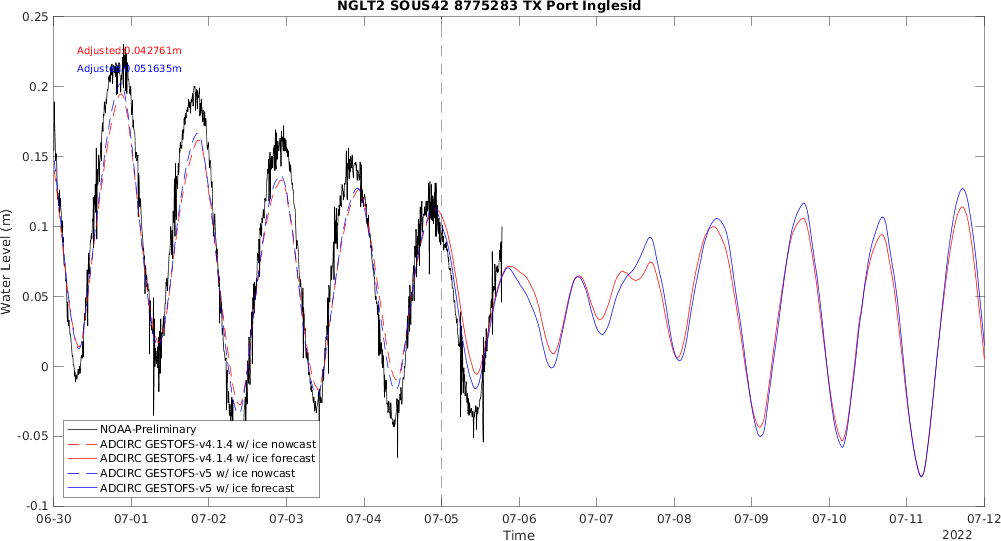 NGLT2 SOUS42 8775283 TX Port Inglesid
0.25
0.2
0.15
0.1
0.05
0
-0.05
-0.1
Water Level (m)
Adjusted:0.042761m
Adjusted:0.051635m
NOAA-Preliminary
ADCIRC GESTOFS-v4.1.4 w/ ice nowcast
ADCIRC GESTOFS-v4.1.4 w/ ice forecast
ADCIRC GESTOFS-v5 w/ ice nowcast
ADCIRC GESTOFS-v5 w/ ice forecast
06-30 07-01 07-02 07-03 07-04 07-05 07-06 07-07 07-08 07-09 07-10 07-11 07-12
Time
2022